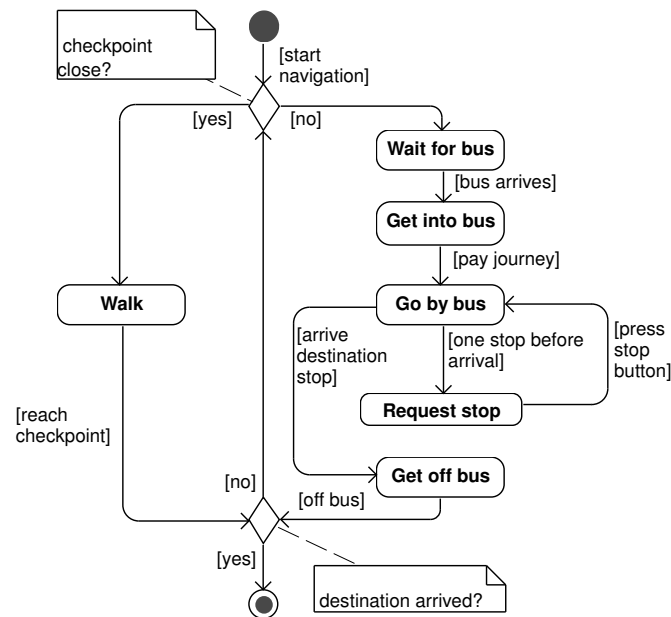 checkpoint
close?
[start
navigation]
[yes]
[no]
Wait for bus
[bus arrives]
Get into bus
[pay journey]
Walk
Go by bus
[arrive
destination
stop]
[one stop before
arrival]
[press
stop
button]
Request stop
[reach
checkpoint]
Get off bus
[no]
[off bus]
[yes]
destination arrived?